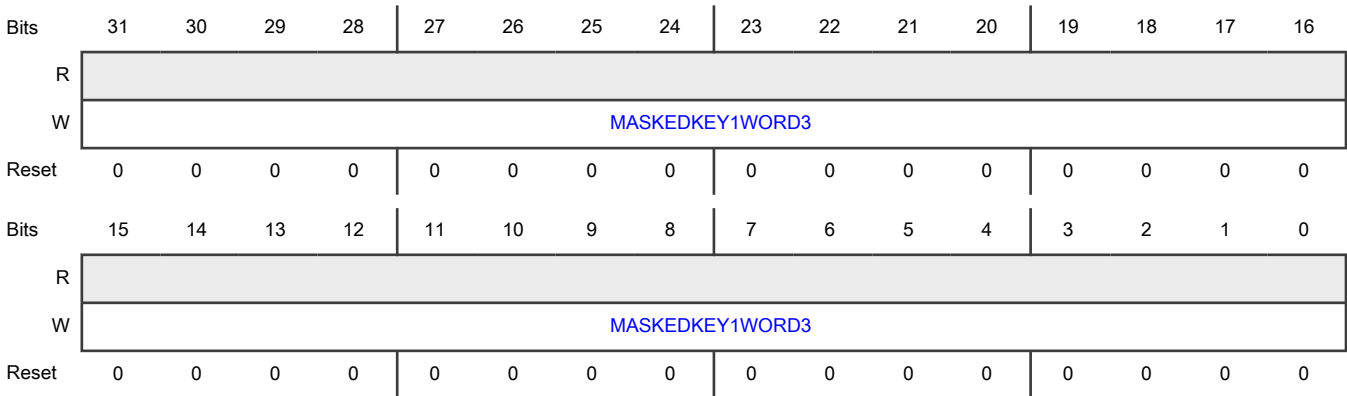 Bits 31 30 29 28 27 26 25 24 23 22 21 20 19 18 17 16
R
W MASKEDKEY1WORD3
Reset 0 0 0 0 0 0 0 0 0 0 0 0 0 0 0 0
Bits 15 14 13 12 11 10 9 8 7 6 5 4 3 2 1 0
R
W MASKEDKEY1WORD3
Reset 0 0 0 0 0 0 0 0 0 0 0 0 0 0 0 0